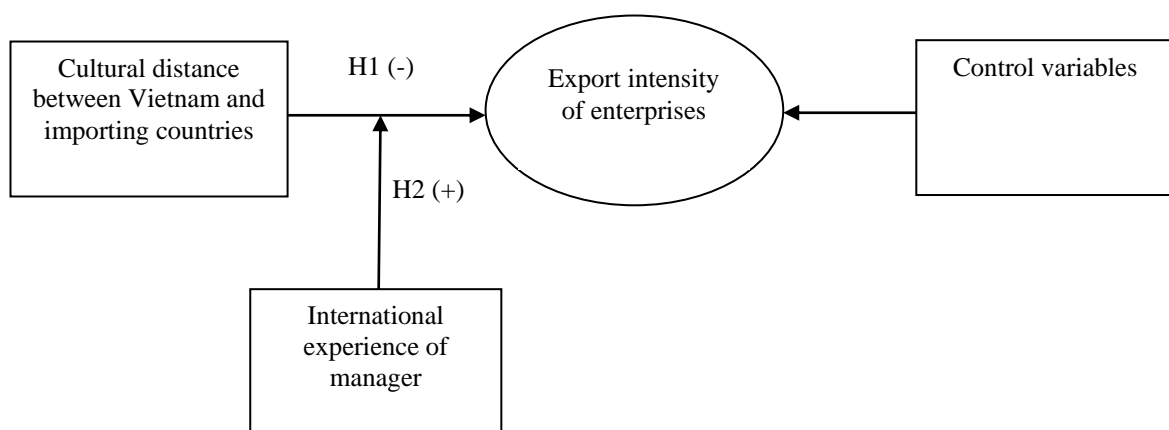 Cultural distance
between Vietnam and
importing countries
H1 (-)
Export intensity
of enterprises
Control variables
H2 (+)
International
experience of
manager